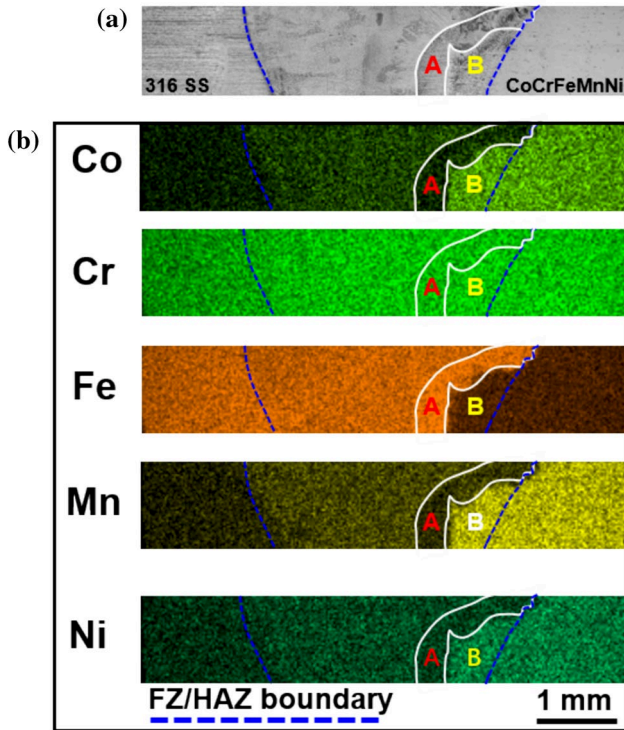 (a)
A
B
316 SS
CoCrFeMnNi
(b)
Co
A
B
Cr
A
B
Fe
A
B
Mn
A
B
Ni
A
B
FZ/HAZ boundary
1 mm